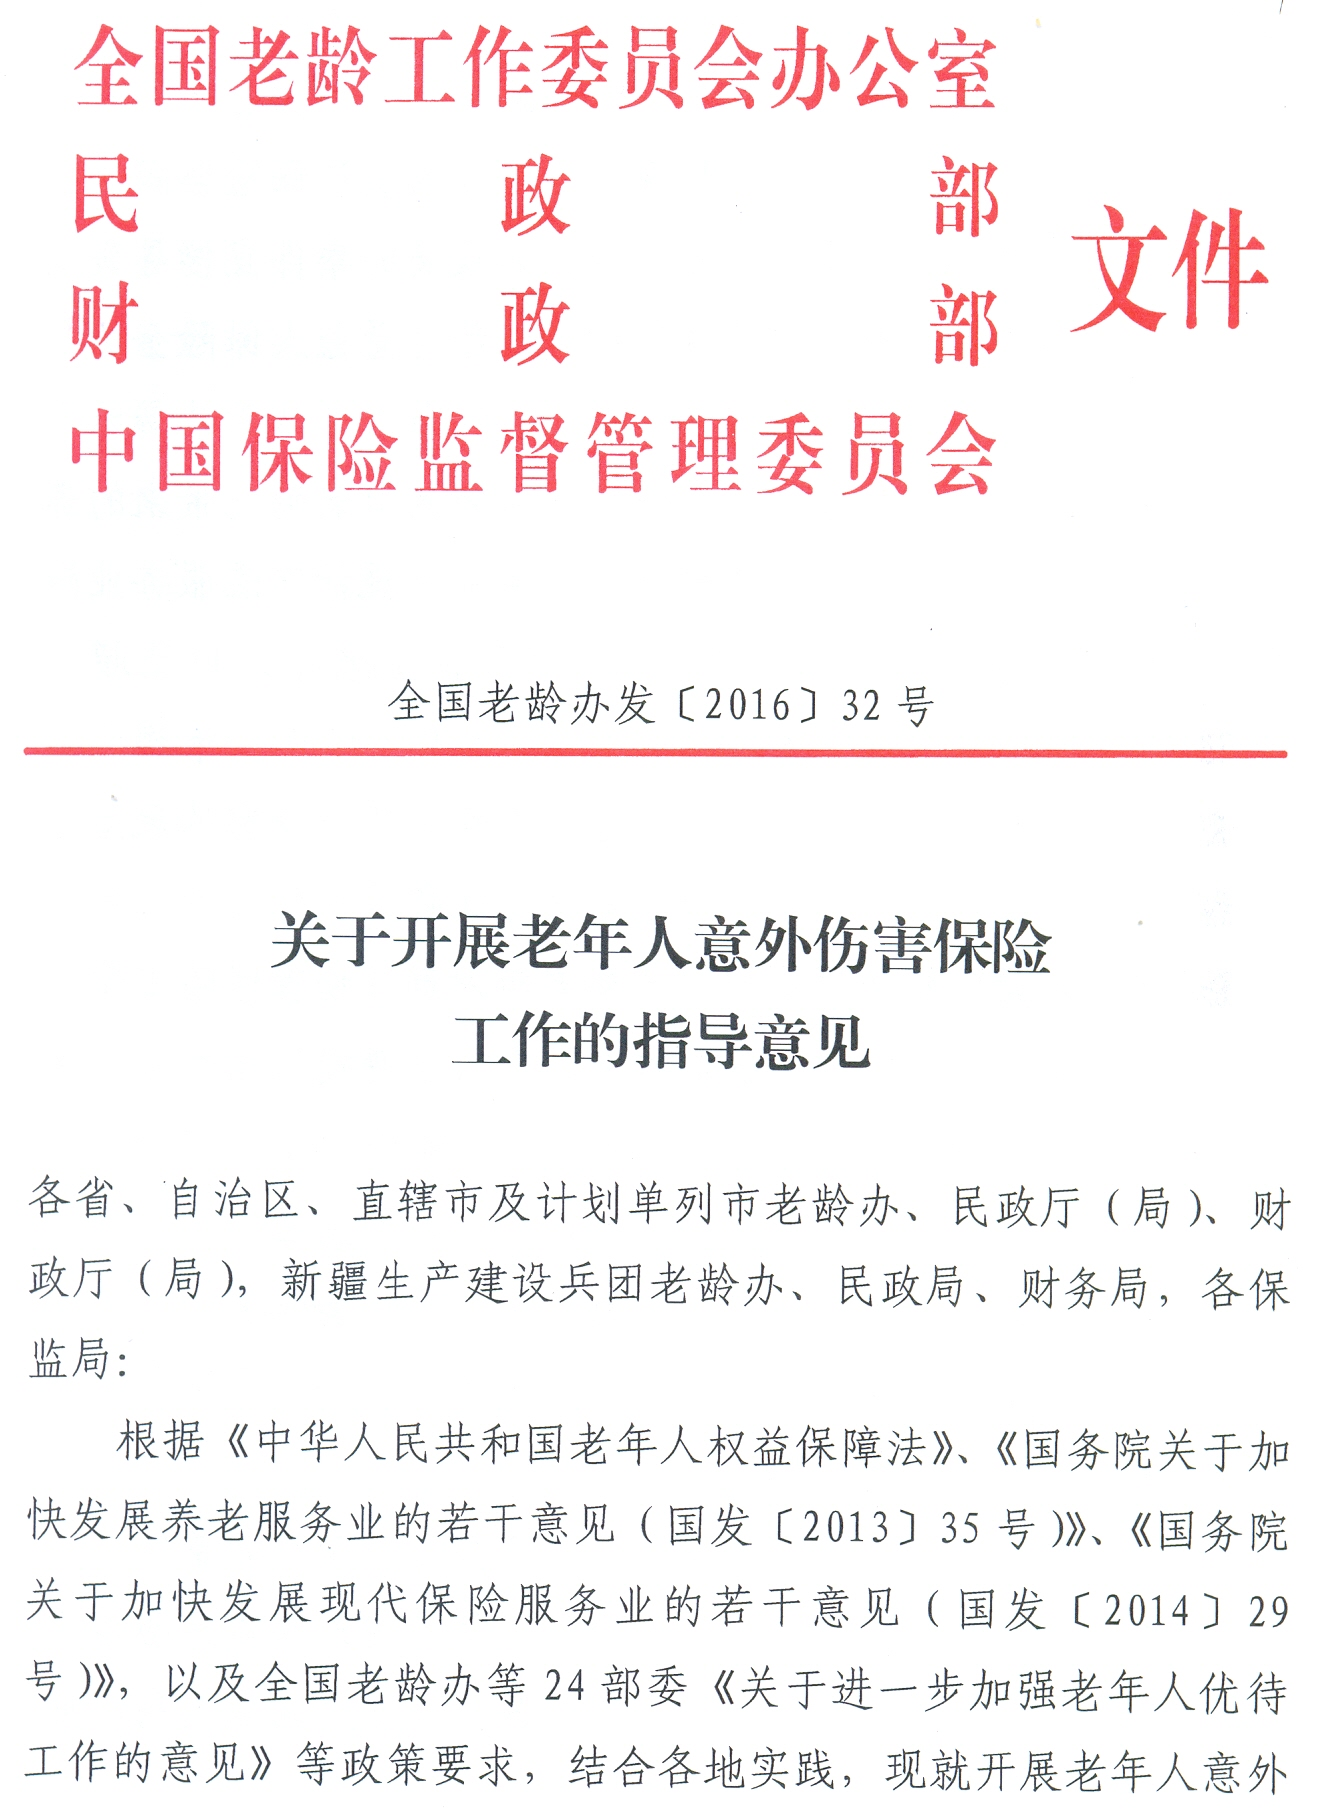 全国老龄工作委员会办公室
民政部
财政部
中国保险监督管理委员会
文件
全国老龄办发〔2016〕32号
关于开展老年人意外伤害保险
工作的指导意见
各省、自治区、直辖市及计划单列市老龄办、民政厅（局）、财
政厅（局），新疆生产建设兵团老龄办、民政局、财务局，各保
监局：
根据《中华人民共和国老年人权益保障法》、《国务院关于加
快发展养老服务业的若干意见（国发〔2013〕35号）》、《国务院
关于加快发展现代保险服务业的若干意见（国发〔2014〕29
号）》，以及全国老龄办等24部委《关于进一步加强老年人优待
工作的意见》等政策要求，结合各地实践，现就开展老年人意外